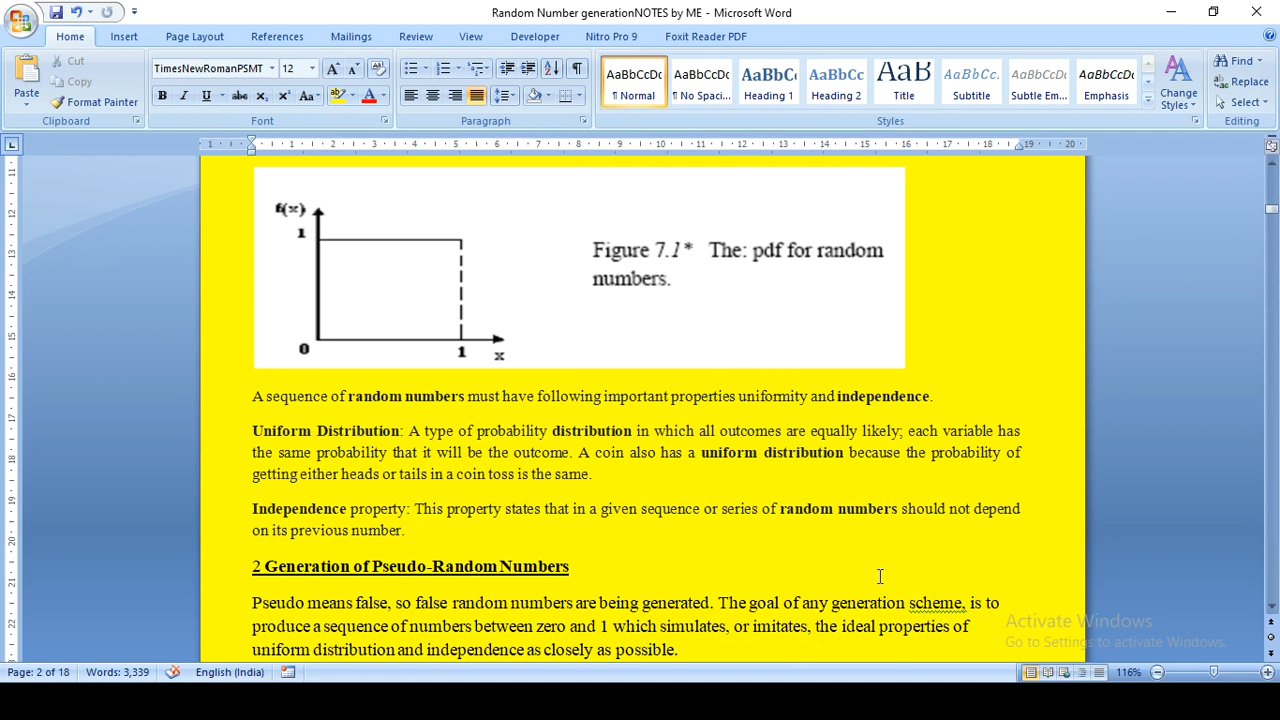 Random Number generationNOTES by ME - Microsoft Word
Home Insert Page Layout References Mailings Review View Developer Nitro Pro 9 Foxit Reader PDF
Paste
Cut
Copy
Format Painter
Clipboard
TimesNewRomanPSMT 12
Font
Paragraph
AaBbCcDc AaBbCcDc AaBbC( AaBbCc AaB AaBbCc. AaBbCcDc AaBbCcDc
¶ Normal ¶ No Spaci... Heading 1 Heading 2 Title Subtitle Subtle Em... Emphasis
Change Styles
Styles
Find
Replace
Select
Editing
f(x)
1
0
1
x
Figure 7.1* The: pdf for random
numbers.
A sequence of random numbers must have following important properties uniformity and independence.
Uniform Distribution: A type of probability distribution in which all outcomes are equally likely; each variable has
the same probability that it will be the outcome. A coin also has a uniform distribution because the probability of
getting either heads or tails in a coin toss is the same.
Independence property: This property states that in a given sequence or series of random numbers should not depend
on its previous number.
2 Generation of Pseudo-Random Numbers
Pseudo means false, so false random numbers are being generated. The goal of any generation scheme, is to
produce a sequence of numbers between zero and 1 which simulates, or imitates, the ideal properties of
uniform distribution and independence as closely as possible.
Activate Windows
Go to Settings to activate Windows.
Page: 2 of 18 Words: 3,339 English (India) 116%